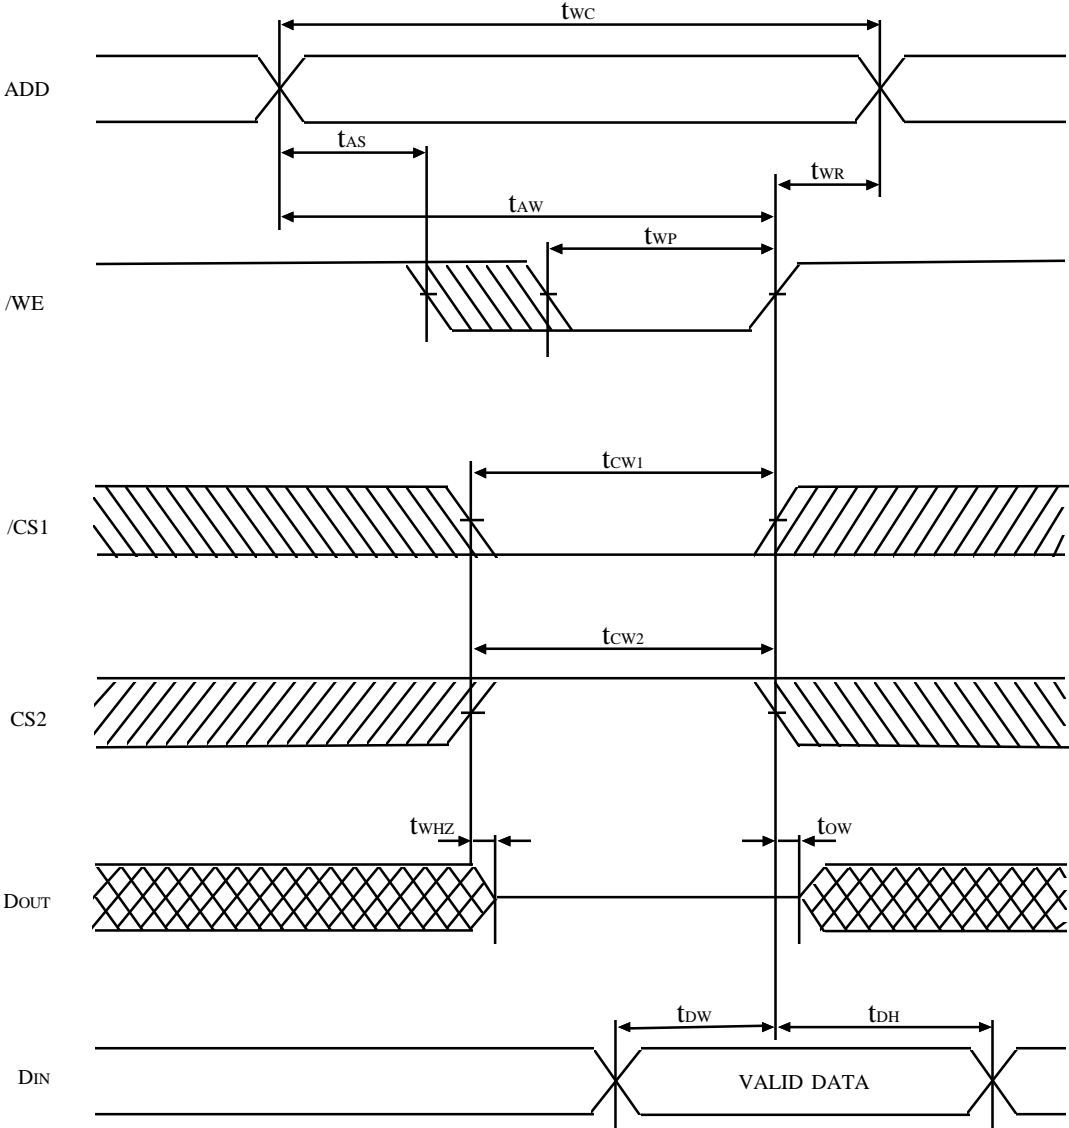 tWC
ADD
tAS
tWR
tAW
tWP
/WE
tCW1
/CS1
tCW2
CS2
tWHZ
tOW
DOUT
tDW
tDH
DIN
VALID DATA